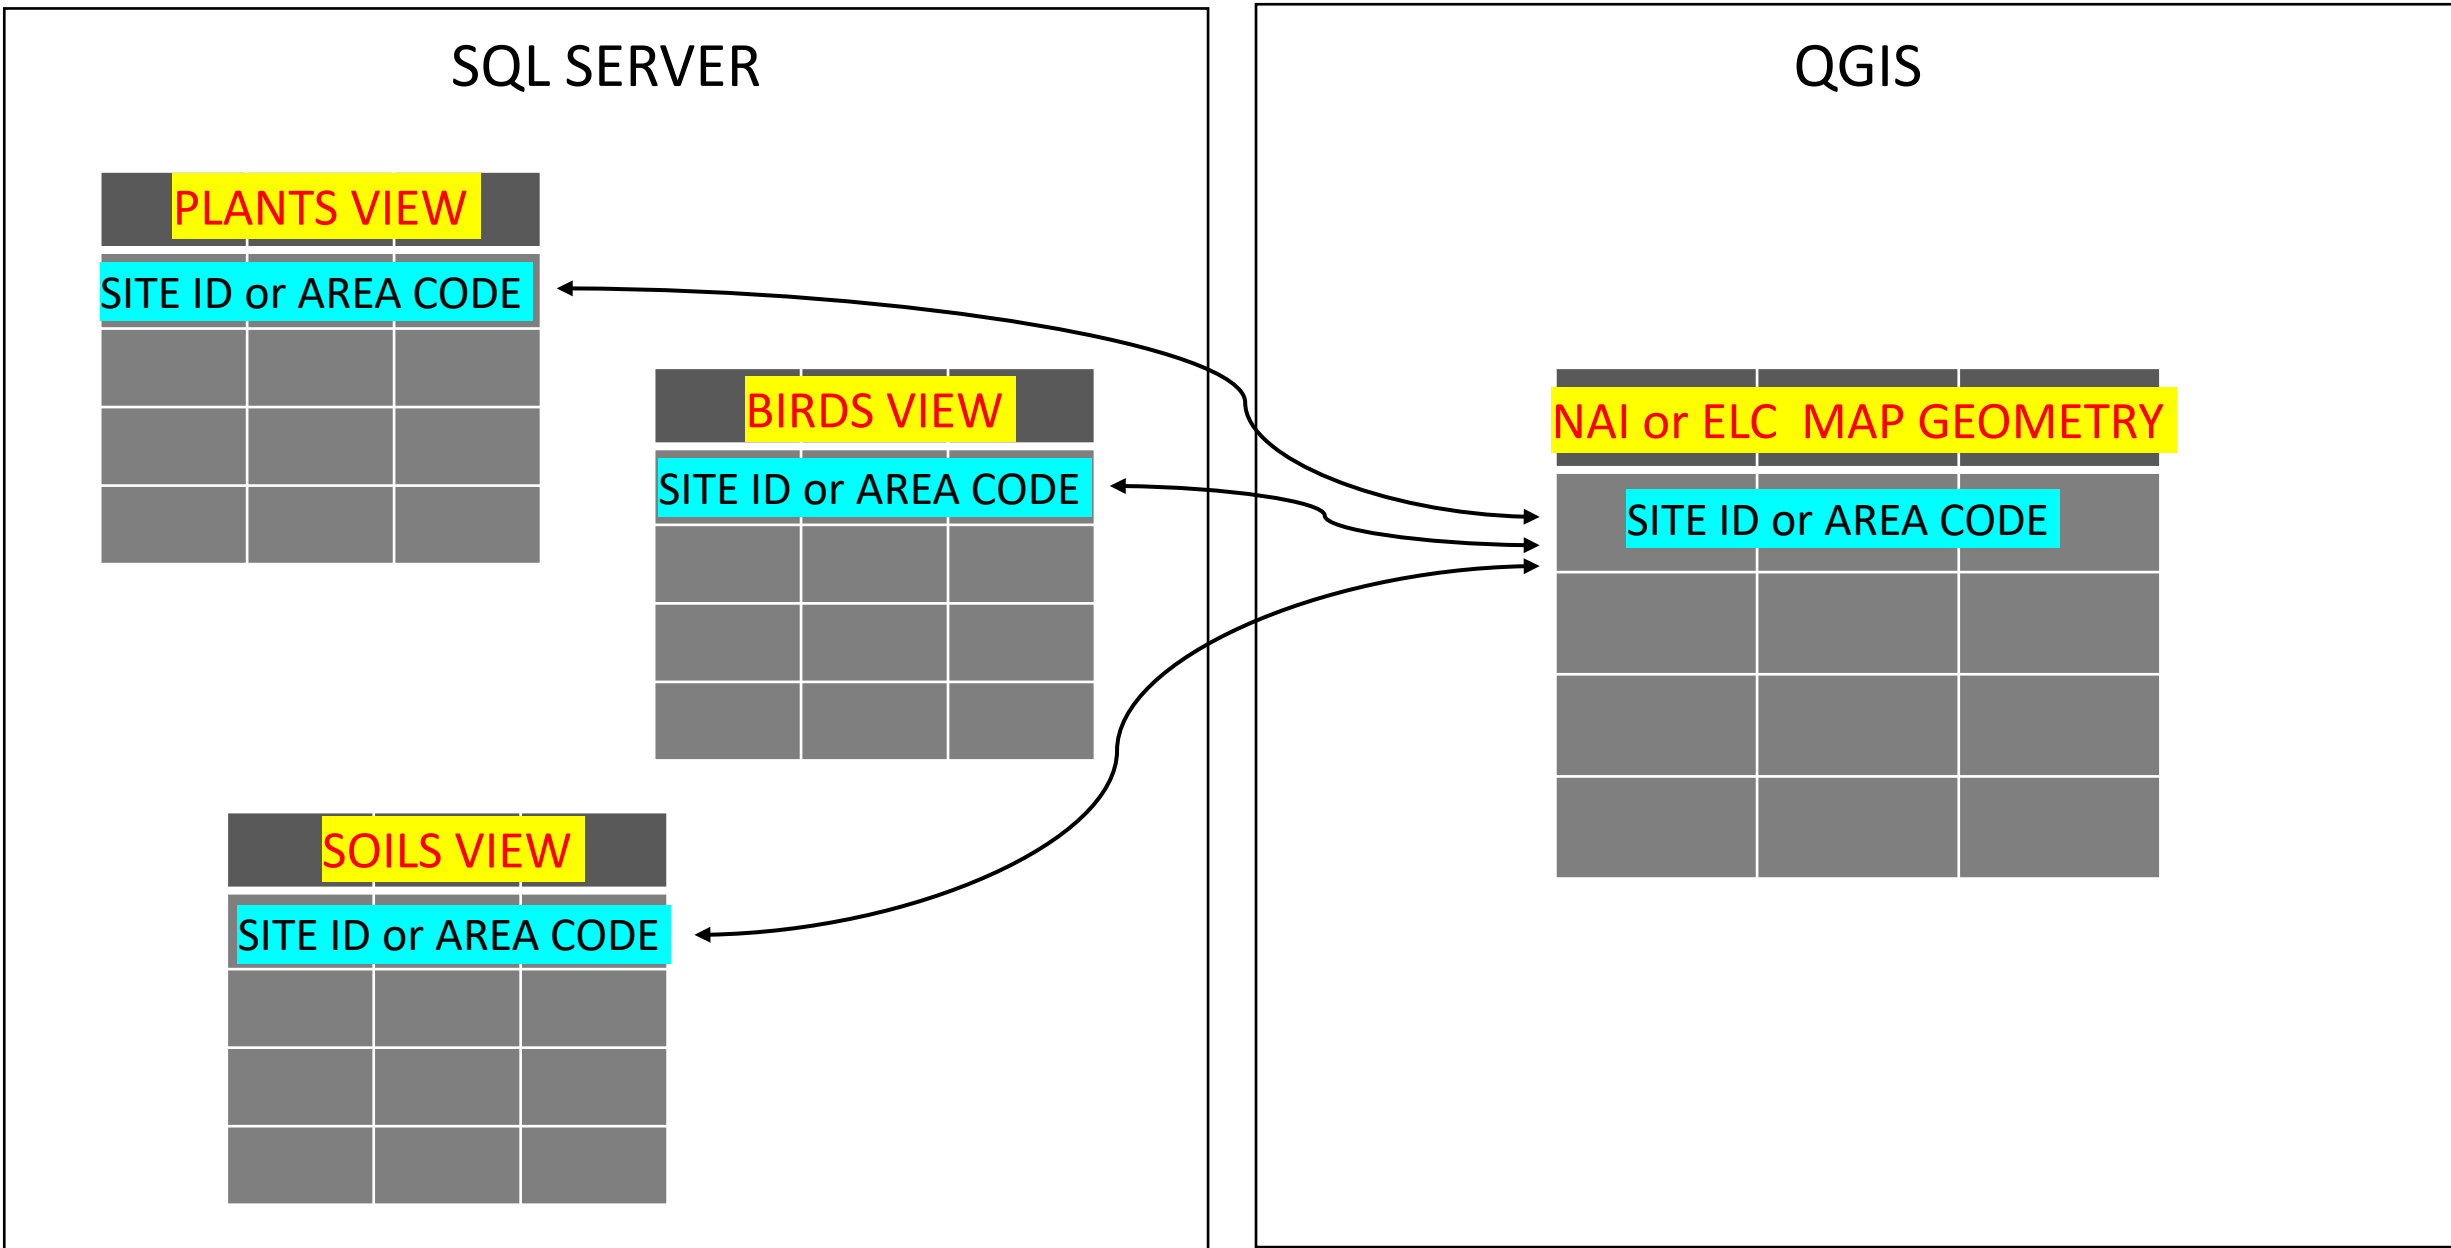 SQL SERVER
PLANTS VIEW
SITE ID or AREA CODE
BIRDS VIEW
SITE ID or AREA CODE
SOILS VIEW
SITE ID or AREA CODE
QGIS
NAI or ELC  MAP GEOMETRY
SITE ID or AREA CODE